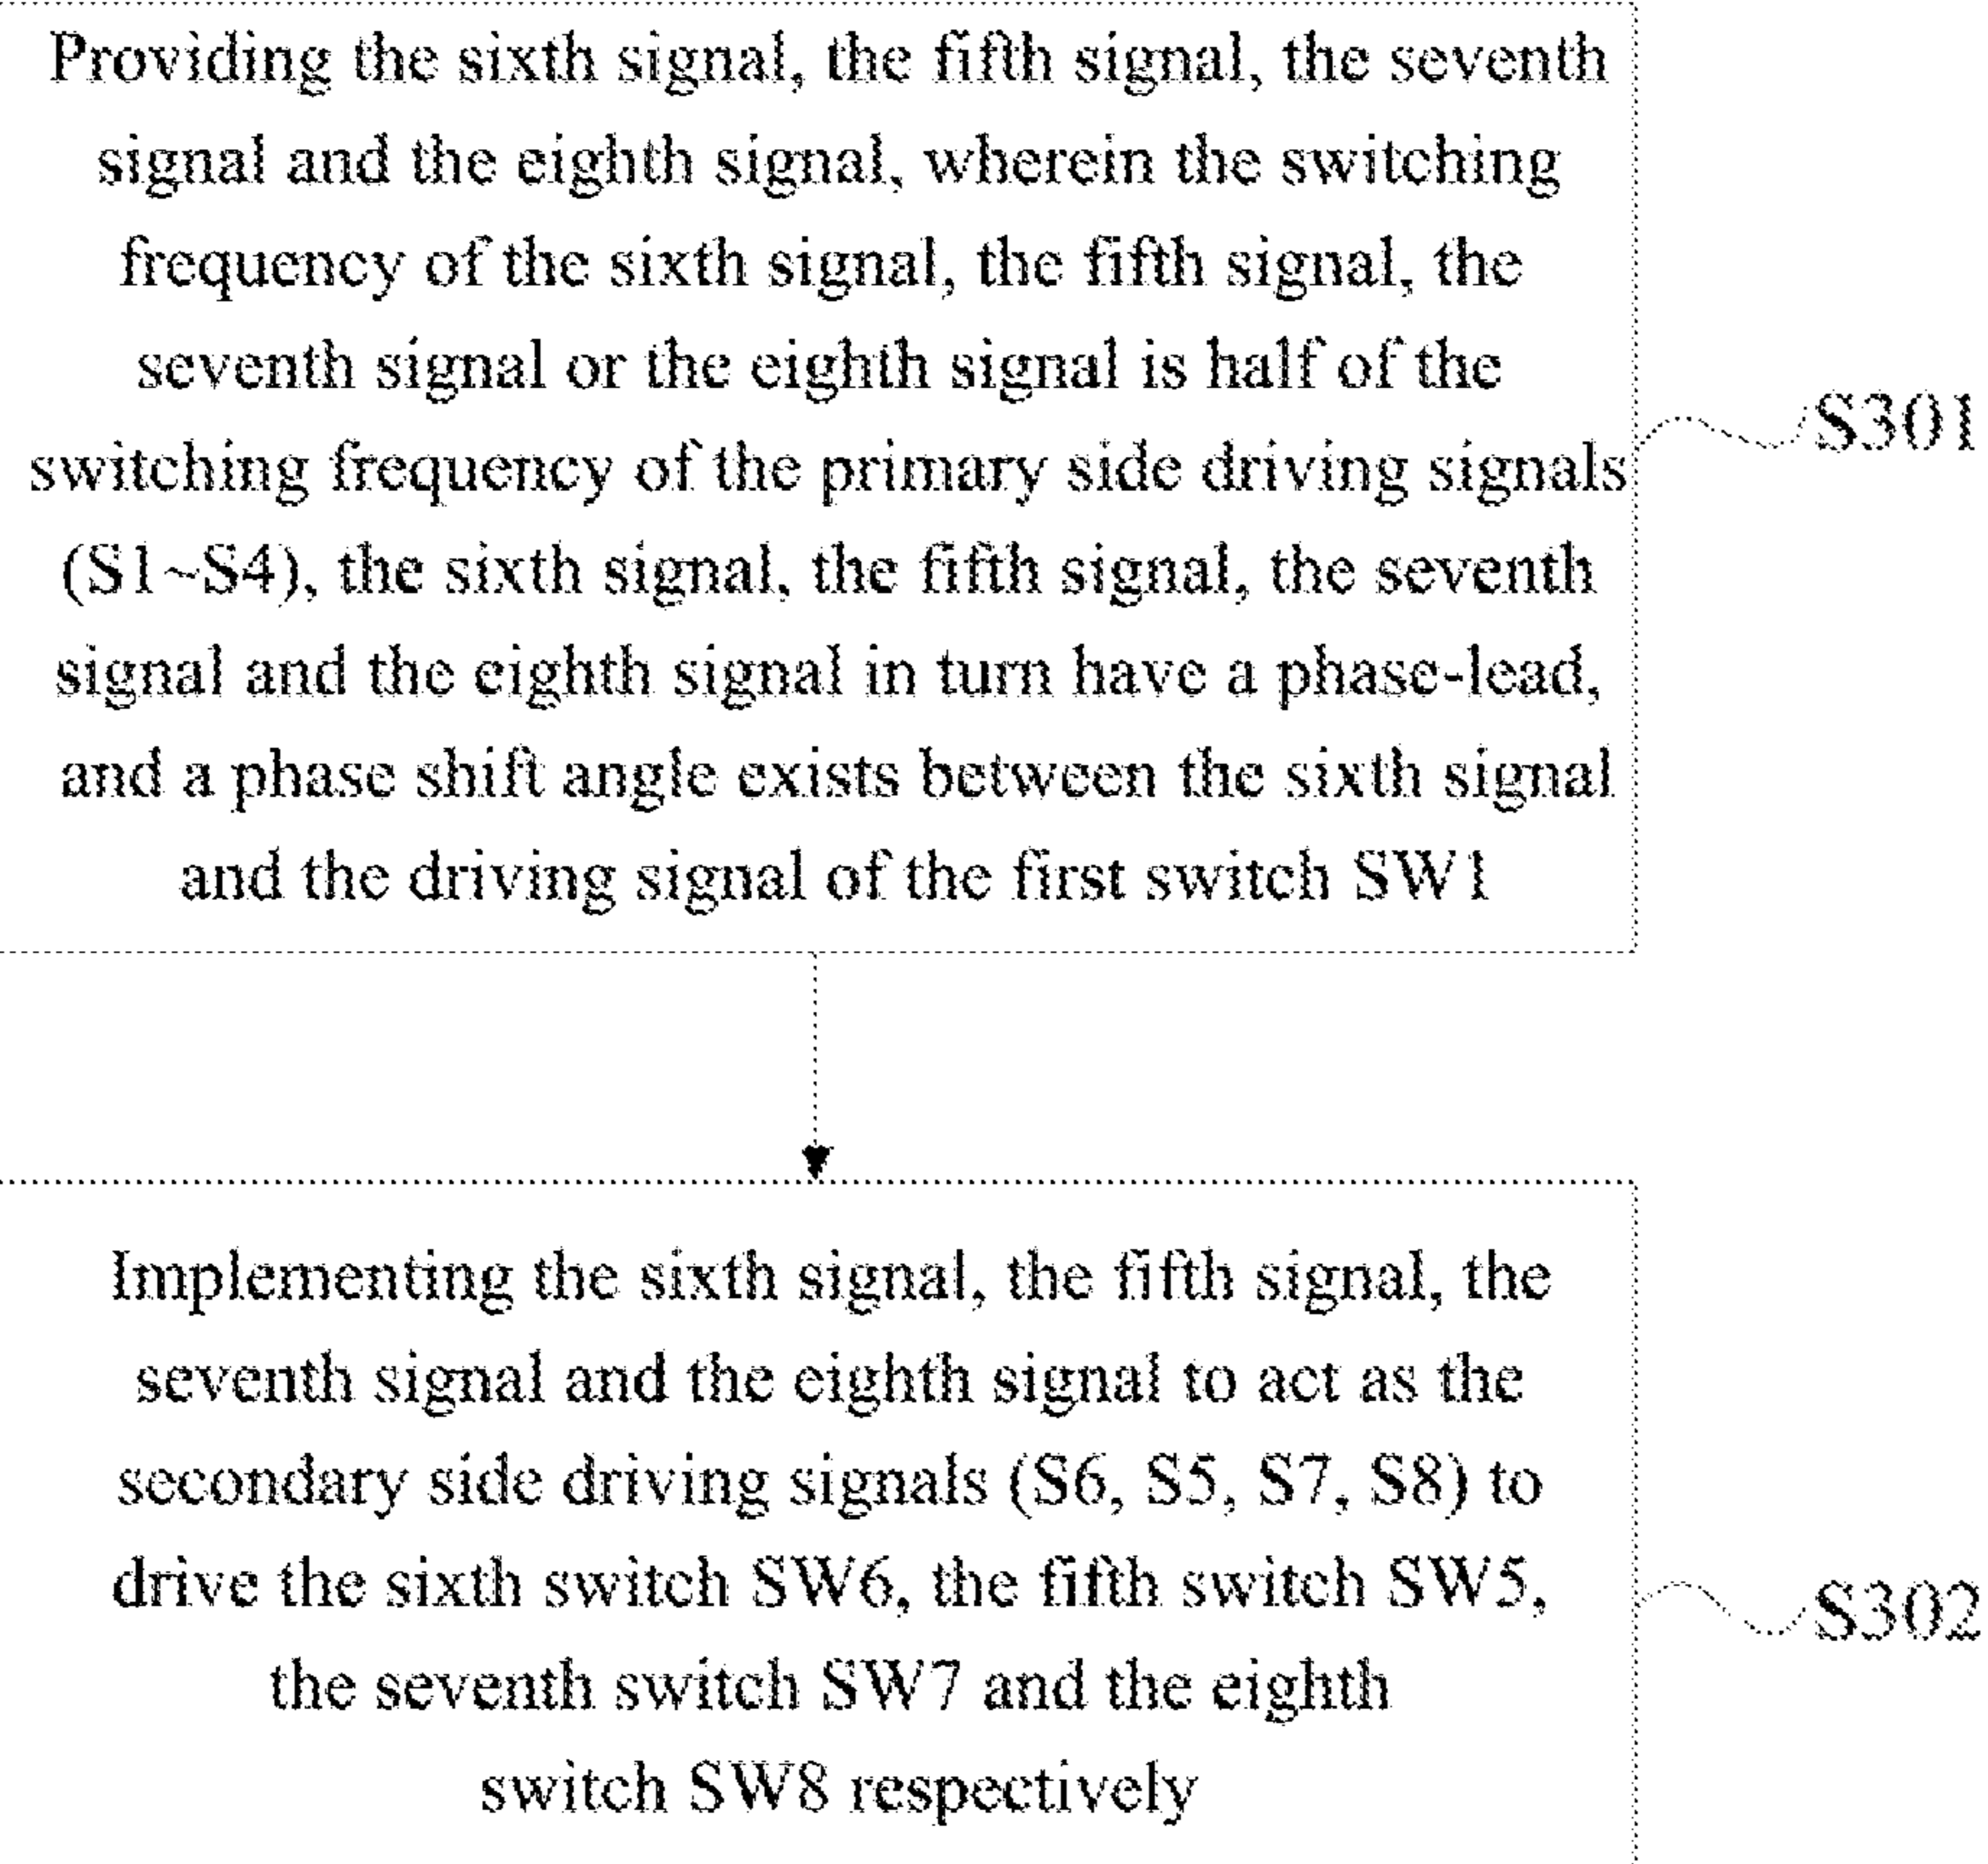 Providing the sixth signal, the fifth signal, the seventh
signal and the eighth signal, wherein the switching
frequency of the sixth signal, the fifth signal, the
seventh signal or the eighth signal is half of the
switching frequency of the primary side driving signals
(S1~S4), the sixth signal, the fifth signal, the seventh
signal and the eighth signal in turn have a phase-lead,
and a phase shift angle exists between the sixth signal
and the driving signal of the first switch SW1
S301
Implementing the sixth signal, the fifth signal, the
seventh signal and the eighth signal to act as the
secondary side driving signals (S6, S5, S7, S8) to
drive the sixth switch SW6, the fifth switch SW5,
the seventh switch SW7 and the eighth
switch SW8 respectively
S302